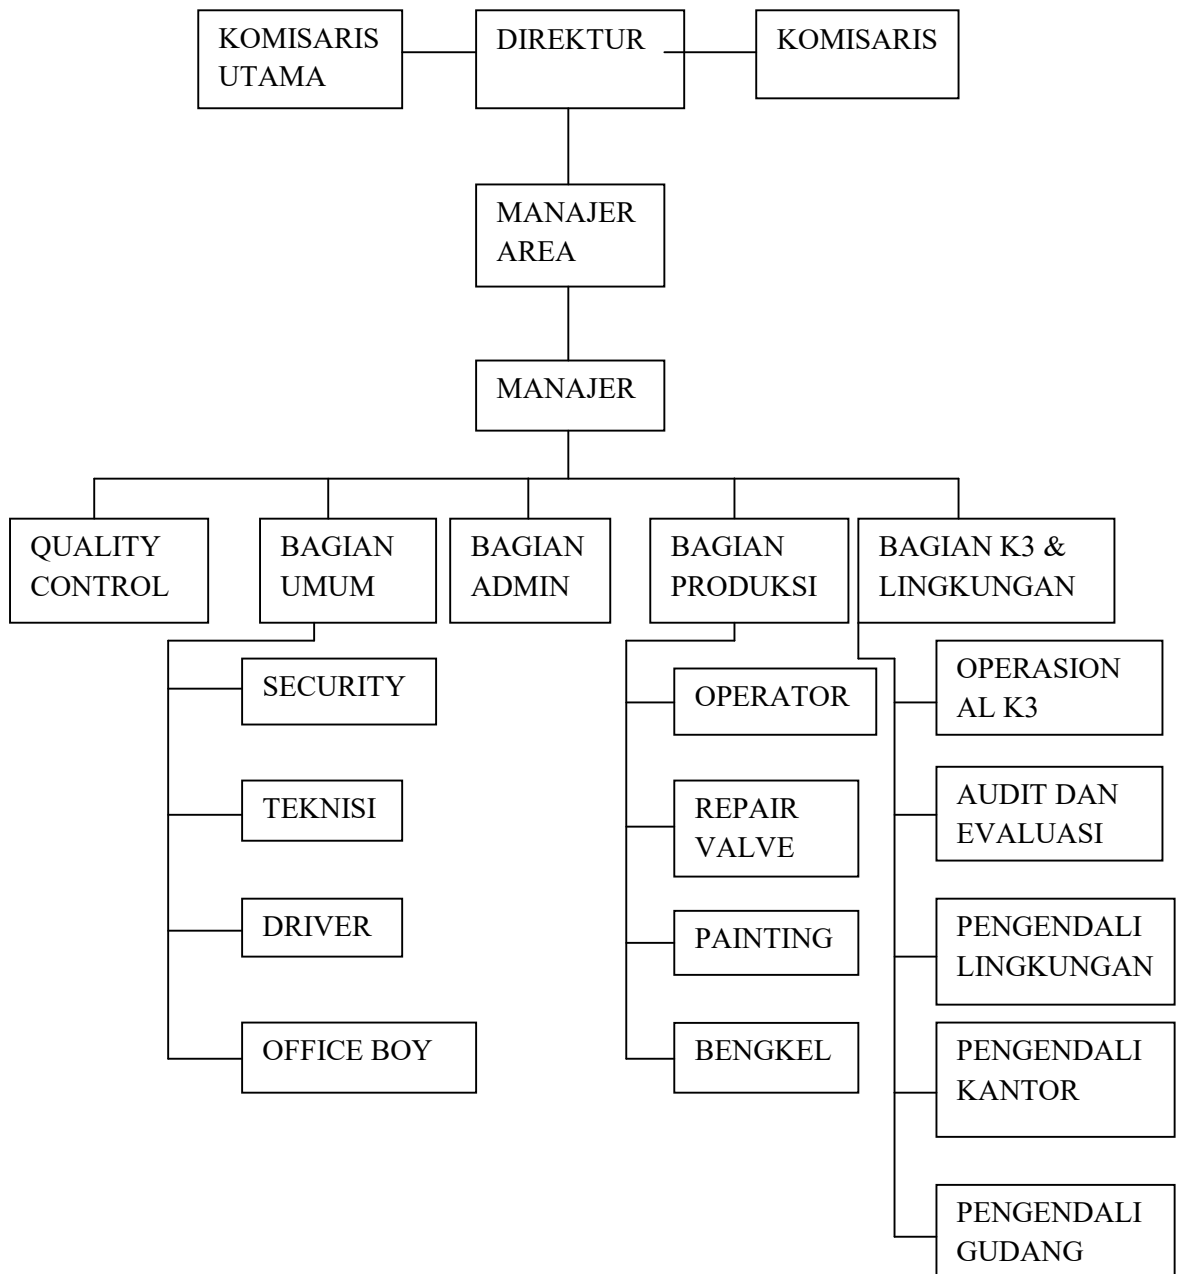 KOMISARIS
UTAMA
DIREKTUR
KOMISARIS
MANAJER
AREA
MANAJER
QUALITY
CONTROL
BAGIAN
UMUM
BAGIAN
ADMIN
BAGIAN
PRODUKSI
BAGIAN K3 &
LINGKUNGAN
SECURITY
TEKNISI
DRIVER
OFFICE BOY
OPERATOR
REPAIR
VALVE
PAINTING
BENGKEL
OPERASION
AL K3
AUDIT DAN
EVALUASI
PENGENDALI
LINGKUNGAN
PENGENDALI
KANTOR
PENGENDALI
GUDANG